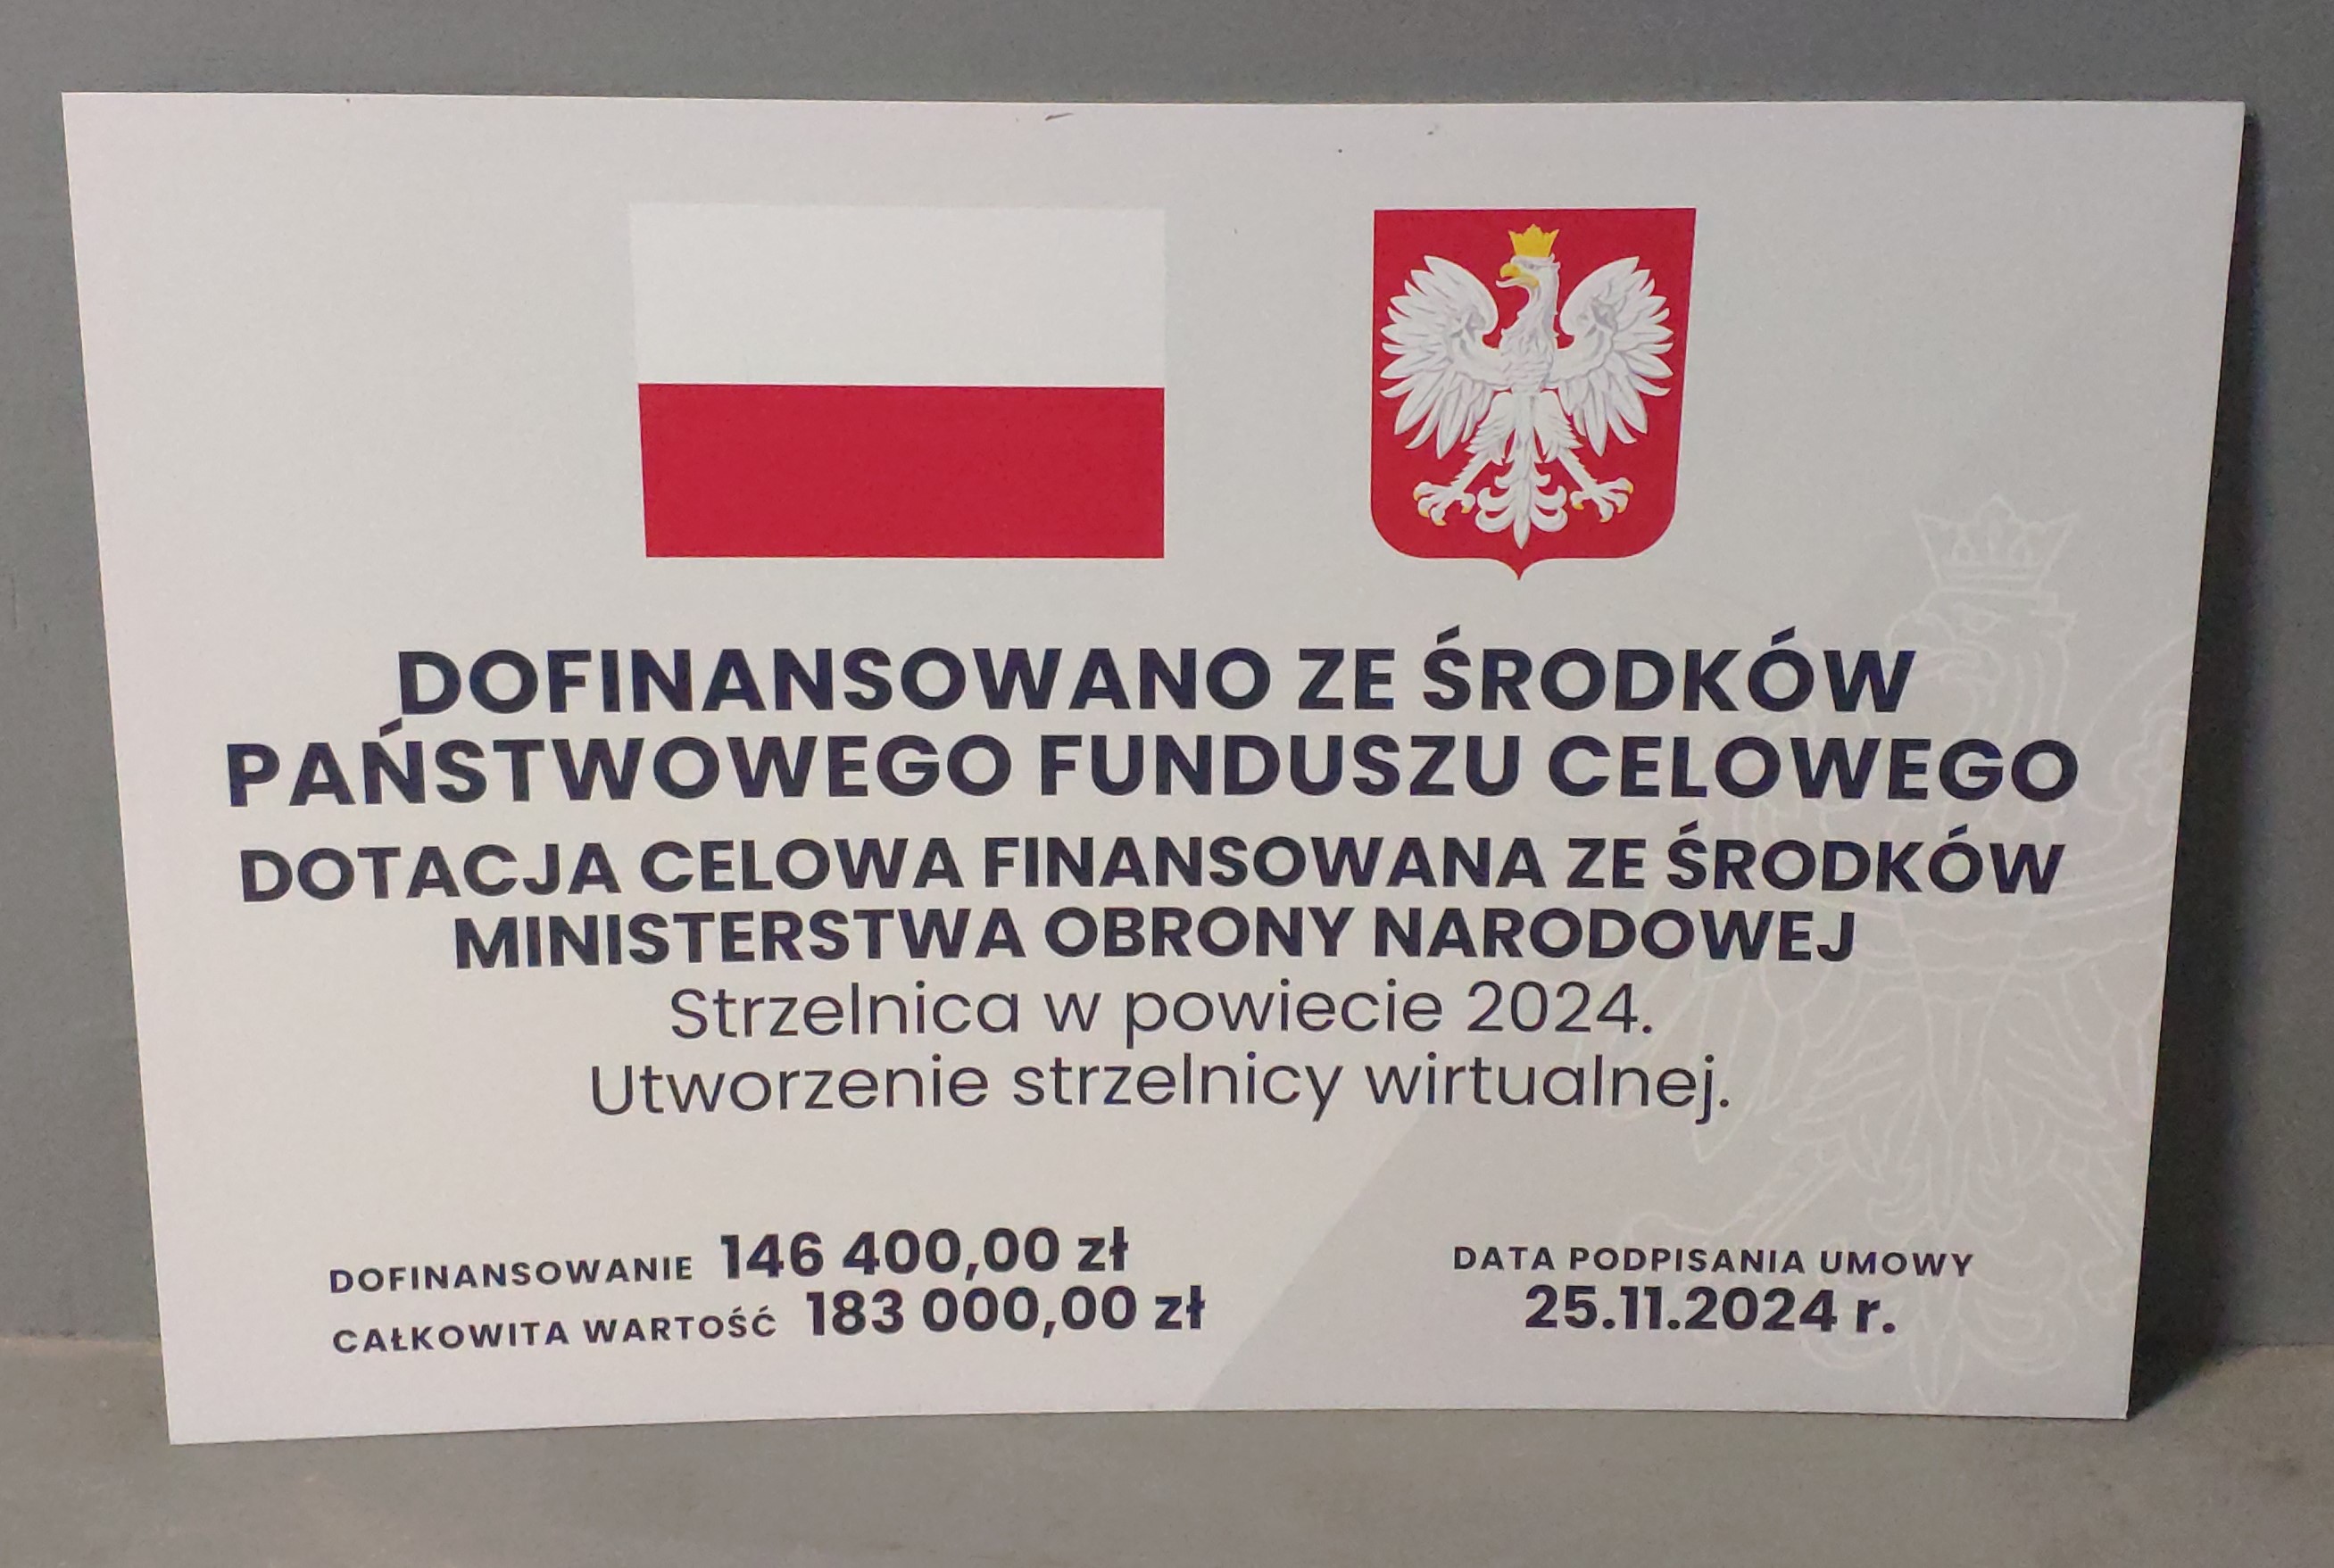 DOFINANSOWANO ZE ŚRODKÓW
PAŃSTWOWEGO FUNDUSZU CELOWEGO
DOTACJA CELOWA FINANSOWANA ZE ŚRODKÓW
MINISTERSTWA OBRONY NARODOWEJ
Strzelnica w powiecie 2024.
Utworzenie strzelnicy wirtualnej.
DOFINANSOWANIE 146 400,00 zł
CAŁKOWITA WARTOŚĆ 183 000,00 zł
DATA PODPISANIA UMOWY
25.11.2024 r.